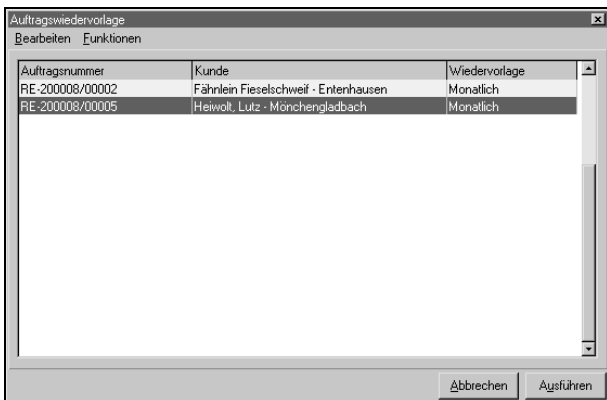 Auftragswiedervorlage
Bearbeiten Funktionen
Auftragsnummer Kunde Wiedervorlage
RE-200008/00002 Fähnlein Fieselschweif - Entenhausen Monatlich
RE-200008/00005 Heiwolt, Lutz - Mönchengladbach Monatlich
Abbrechen Ausführen